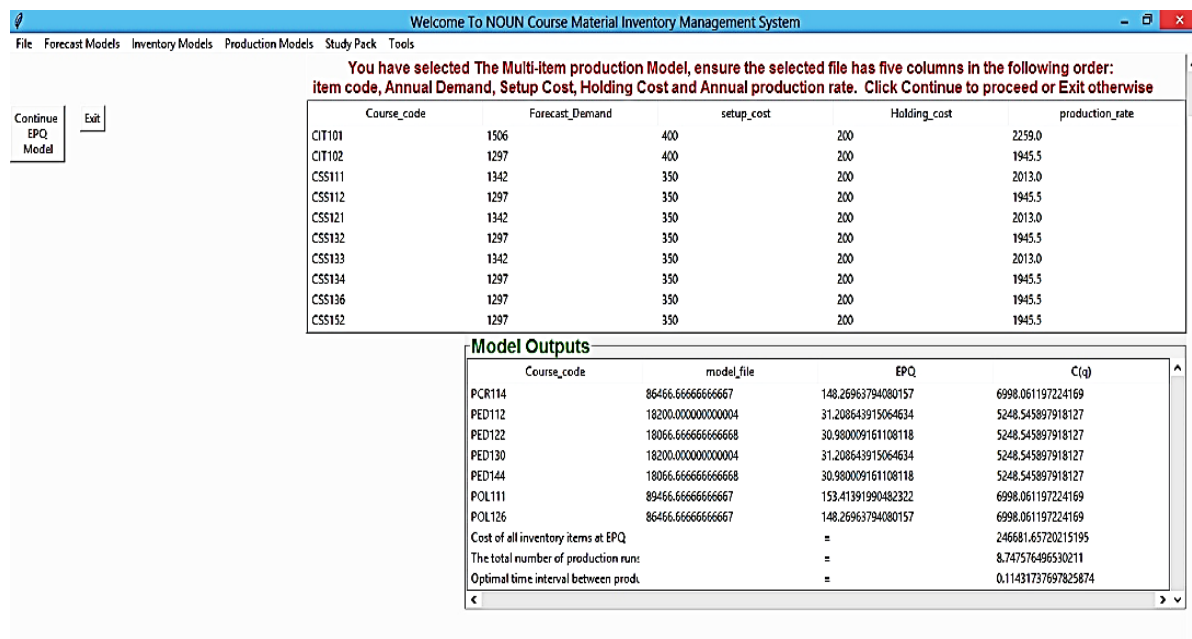 Welcome To NOUN Course Material Inventory Management System
File Forecast Models Inventory Models Production Models Study Pack Tools
You have selected The Multi-item production Model, ensure the selected file has five columns in the following order:
item code, Annual Demand, Setup Cost, Holding Cost and Annual production rate. Click Continue to proceed or Exit otherwise
Continue
EPQ
Model
Exit
Course_code Forecast_Demand setup_cost Holding_cost production_rate
CIT101 1506 400 200 2259.0
CIT102 1297 400 200 1945.5
CSS111 1342 350 200 2013.0
CSS112 1297 350 200 1945.5
CSS121 1342 350 200 2013.0
CSS132 1297 350 200 1945.5
CSS133 1342 350 200 2013.0
CSS134 1297 350 200 1945.5
CSS136 1297 350 200 1945.5
CSS152 1297 350 200 1945.5
Model Outputs
Course_code model_file EPQ C(q)
PCR114 86466.66666666667 148.26963794080157 6998.061197224169
PED112 18200.000000000004 31.208643915064634 5248.545897918127
PED122 18066.666666666668 30.980009161108118 5248.545897918127
PED130 18200.000000000004 31.208643915064634 5248.545897918127
PED144 18066.666666666668 30.980009161108118 5248.545897918127
POL111 89466.66666666667 153.41391990482322 6998.061197224169
POL126 86466.66666666667 148.26963794080157 6998.061197224169
Cost of all inventory items at EPQ = 246681.65720215195
The total number of production runs = 8.747576496530211
Optimal time interval between produ = 0.11431737697825874